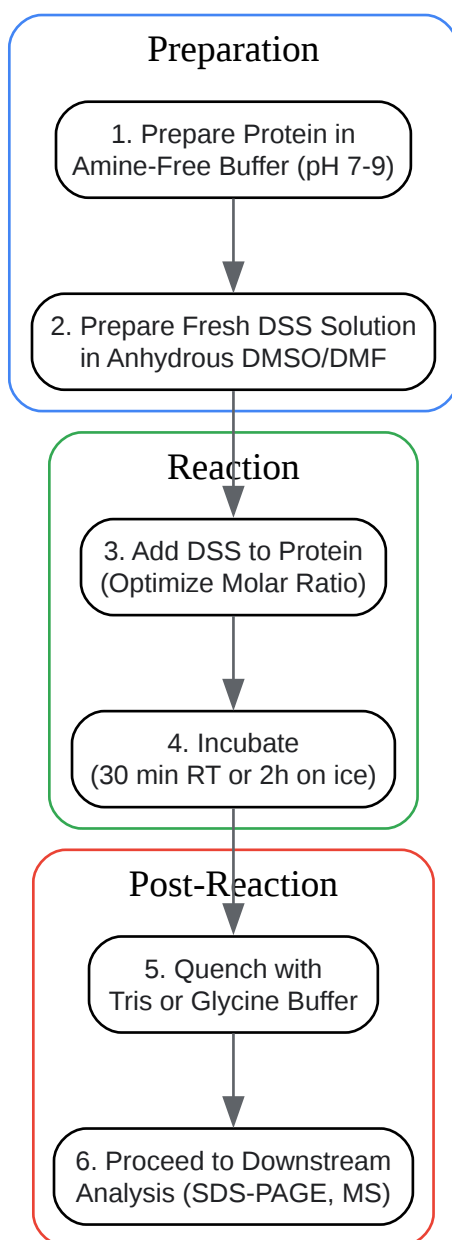 Preparation
1. Prepare Protein in
Amine-Free Buffer (pH 7-9)
2. Prepare Fresh DSS Solution
in Anhydrous DMSO/DMF
Reaction
3. Add DSS to Protein
(Optimize Molar Ratio)
4. Incubate
(30 min RT or 2h on ice)
Post-Reaction
5. Quench with
Tris or Glycine Buffer
6. Proceed to Downstream
Analysis (SDS-PAGE, MS)